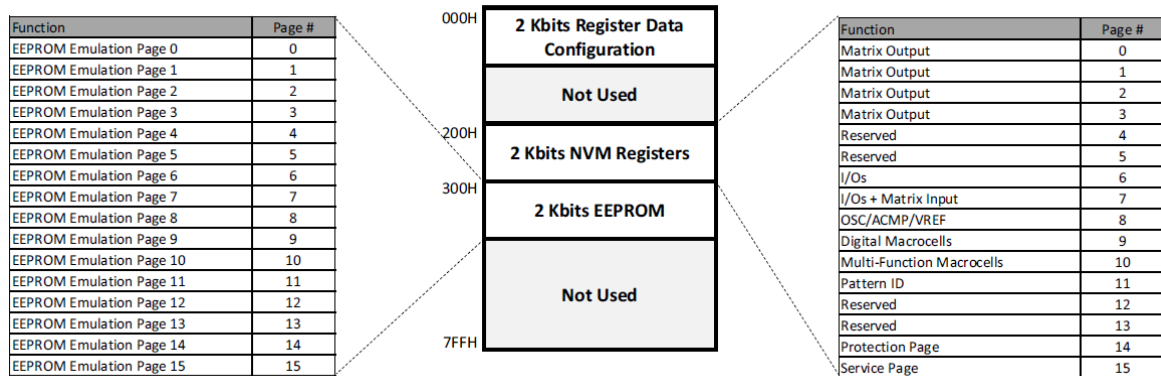 Function Page #
EEPROM Emulation Page 0 0
EEPROM Emulation Page 1 1
EEPROM Emulation Page 2 2
EEPROM Emulation Page 3 3
EEPROM Emulation Page 4 4
EEPROM Emulation Page 5 5
EEPROM Emulation Page 6 6
EEPROM Emulation Page 7 7
EEPROM Emulation Page 8 8
EEPROM Emulation Page 9 9
EEPROM Emulation Page 10 10
EEPROM Emulation Page 11 11
EEPROM Emulation Page 12 12
EEPROM Emulation Page 13 13
EEPROM Emulation Page 14 14
EEPROM Emulation Page 15 15
000H
2 Kbits Register Data
Configuration
Not Used
200H
2 Kbits NVM Registers
300H
2 Kbits EEPROM
Not Used
7FFH
Function Page #
Matrix Output 0
Matrix Output 1
Matrix Output 2
Matrix Output 3
Reserved 4
Reserved 5
I/Os 6
I/Os + Matrix Input 7
OSC/ACMP/VREF 8
Digital Macrocells 9
Multi-Function Macrocells 10
Pattern ID 11
Reserved 12
Reserved 13
Protection Page 14
Service Page 15